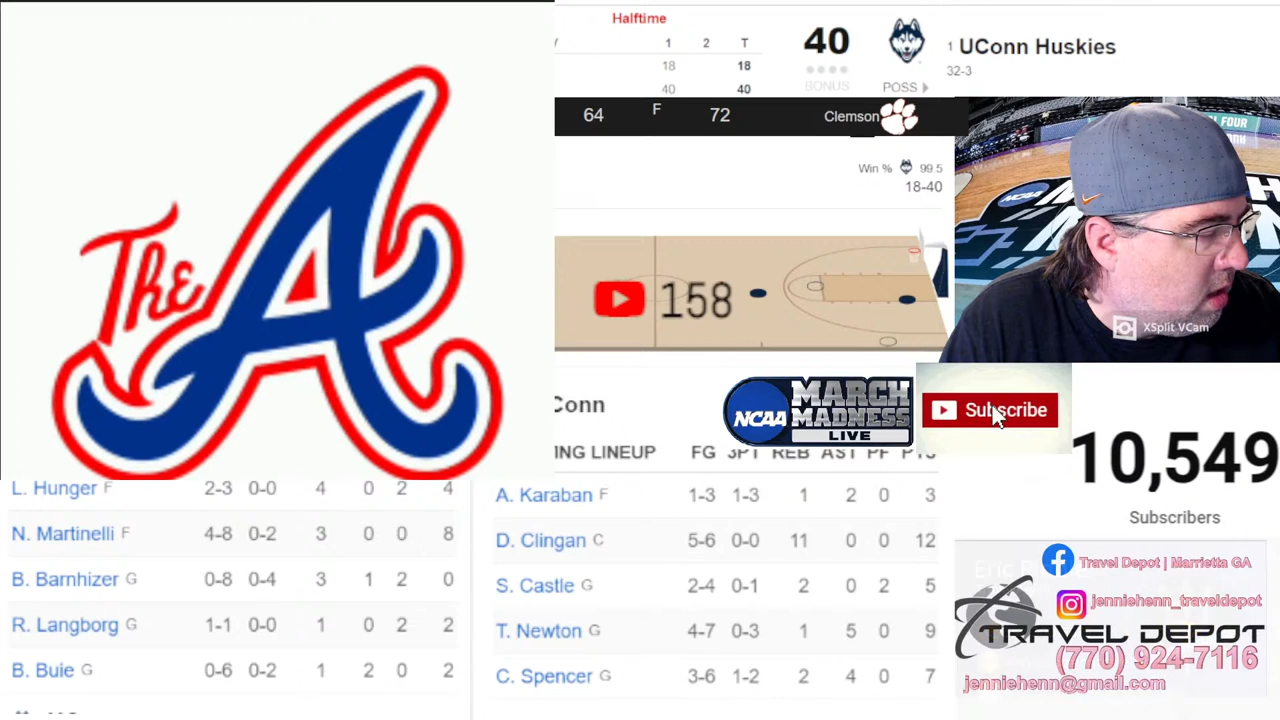 The
A
Halftime
1 2 T
18 18
40 40
40
BONUS
POSS
1 UConn Huskies
32-3
64 F 72 Clemson
Win % 99.5
18-40
158
NCAA MARCH MADNESS LIVE
Subscribe
10,549
Subscribers
Conn
ING LINEUP FG 3PT REB AST PF PTS
L. Hunger F 2-3 0-0 4 0 2 4
N. Martinelli F 4-8 0-2 3 0 0 8
B. Barnhizer G 0-8 0-4 3 1 2 0
R. Langborg G 1-1 0-0 1 0 2 2
B. Buie G 0-6 0-2 1 2 0 2
A. Karaban F 1-3 1-3 1 2 0 3
D. Clingan C 5-6 0-0 11 0 0 12
S. Castle G 2-4 0-1 2 0 2 5
T. Newton G 4-7 0-3 1 5 0 9
C. Spencer G 3-6 1-2 2 4 0 7
XSplit VCam
Travel Depot | Marrietta GA
jenniehenn_traveldepot
TRAVEL DEPOT
(770) 924-7116
jenniehenn@gmail.com